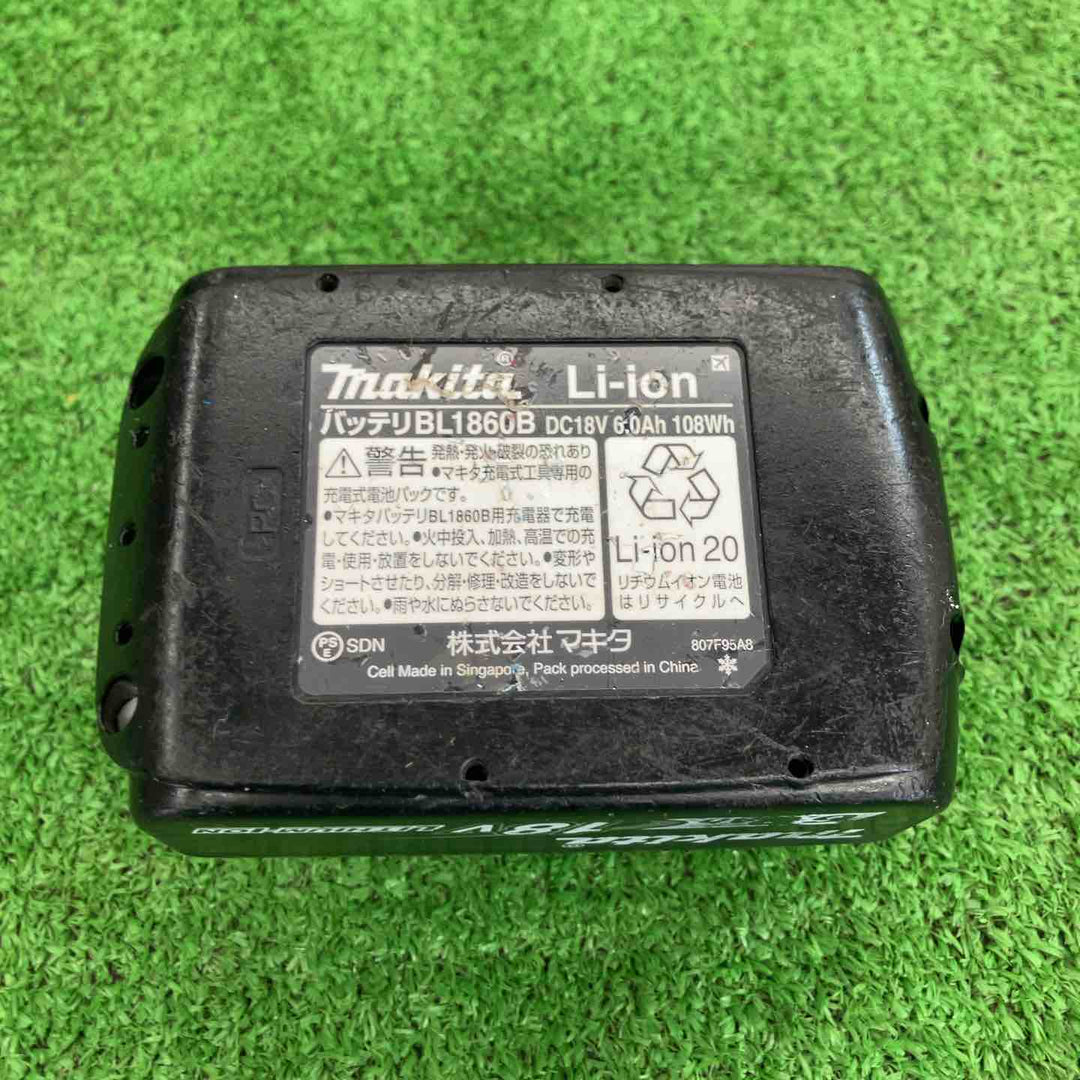 makita® Li-ion
バッテリBL1860B DC18V 6.0Ah 108Wh
警告 発熱・発火・破裂の恐れあり
●マキタ充電式工具専用の
充電式電池パックです。
●マキタバッテリBL1860B用充電器で充電
してください。●火中投入、加熱、高温での充
電・使用・放置をしないでください。●変形や
ショートさせたり、分解・修理・改造をしないで
ください。●雨や水にぬらさないでください。
Li-ion 20
リチウムイオン電池
はリサイクルへ
PSE SDN 株式会社 マキタ 807F95A8
Cell Made in Singapore, Pack processed in China
makita
18V
LITHIUM-ION